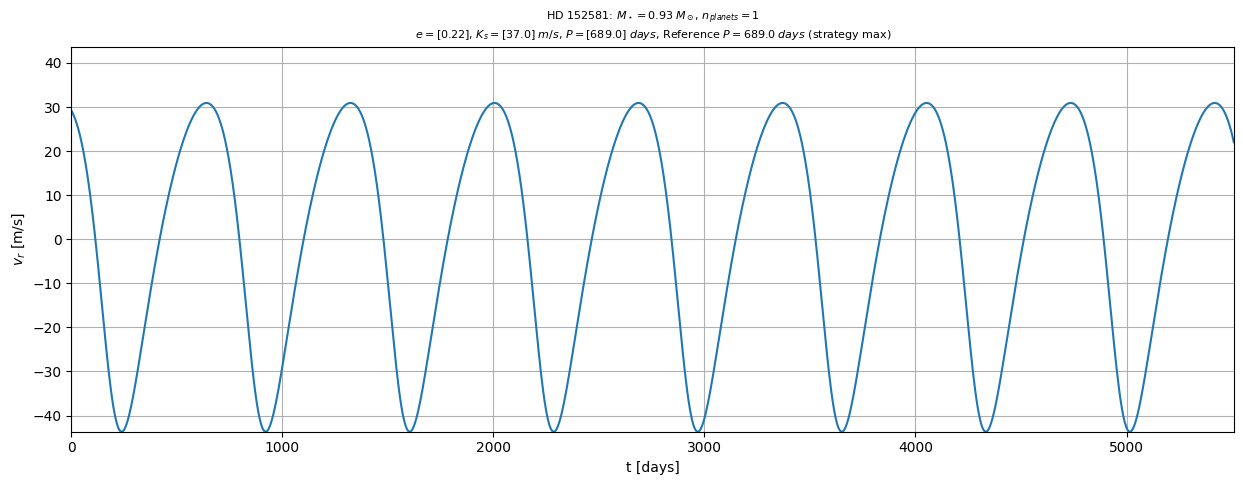 HD 152581: $M_\star = 0.93\ M_\odot$, $n_{planets} = 1$
$e = [0.22]$, $K_s = [37.0]\ m/s$, $P = [689.0]\ days$, Reference $P = 689.0\ days$ (strategy max)
40
30
20
10
0
−10
−20
−30
−40
$v_r$ [m/s]
0 1000 2000 3000 4000 5000
t [days]